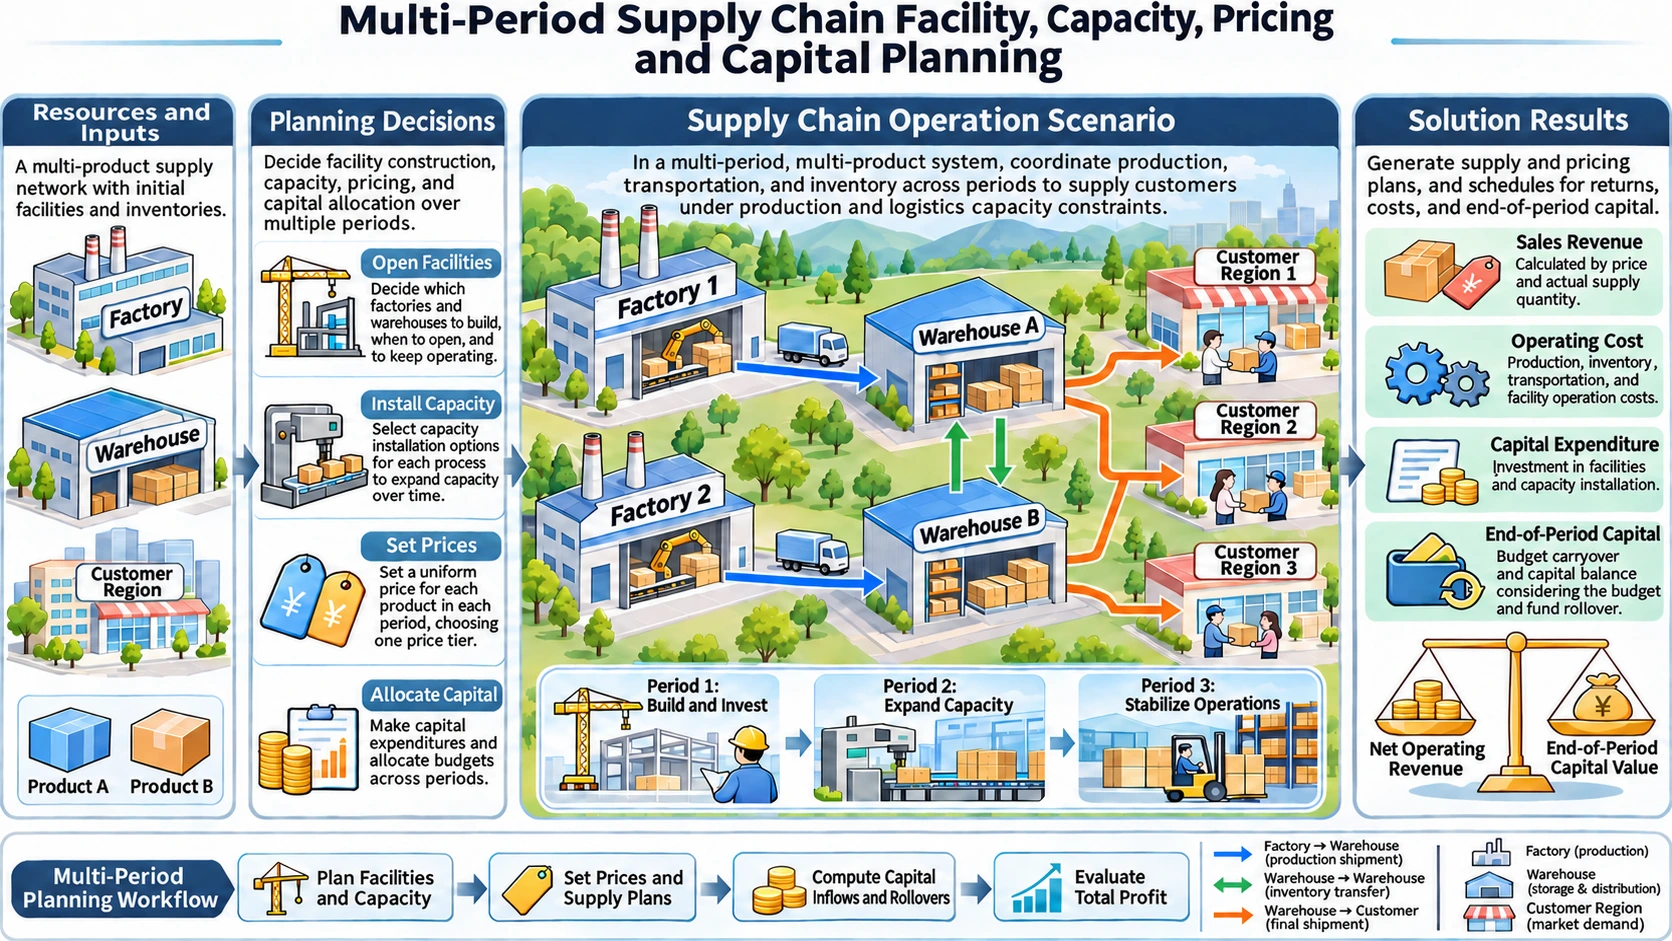 Multi-Period Supply Chain Facility, Capacity, Pricing
and Capital Planning
Resources and
Inputs
A multi-product supply
network with initial
facilities and inventories.
Factory
Warehouse
Customer
Region
Product A
Product B
Planning Decisions
Decide facility construction,
capacity, pricing, and
capital allocation over
multiple periods.
Open Facilities
Decide which
factories and
warehouses to build,
when to open, and
to keep operating.
Install Capacity
Select capacity
installation options
for each process
to expand capacity
over time.
Set Prices
Set a uniform
price for each
product in each
period, choosing
one price tier.
¥
¥
Allocate Capital
Make capital
expenditures and
allocate budgets
across periods.
Supply Chain Operation Scenario
In a multi-period, multi-product system, coordinate production,
transportation, and inventory across periods to supply customers
under production and logistics capacity constraints.
Factory 1
Warehouse A
Customer
Region 1
Customer
Region 2
Factory 2
Warehouse B
Customer
Region 3
Period 1:
Build and Invest
Period 2:
Expand Capacity
Period 3:
Stabilize Operations
Solution Results
Generate supply and pricing
plans, and schedules for returns,
costs, and end-of-period capital.
¥
Sales Revenue
Calculated by price
and actual supply
quantity.
Operating Cost
Production, inventory,
transportation, and
facility operation costs.
Capital Expenditure
Investment in facilities
and capacity installation.
End-of-Period Capital
Budget carryover
and capital balance
considering the budget
and fund rollover.
¥
Net Operating
Revenue
End-of-Period
Capital Value
Multi-Period
Planning Workflow
Plan Facilities
and Capacity
Set Prices and
Supply Plans
Compute Capital
Inflows and Rollovers
Evaluate
Total Profit
Factory → Warehouse
(production shipment)
Warehouse → Warehouse
(inventory transfer)
Warehouse → Customer
(final shipment)
Factory (production)
Warehouse
(storage & distribution)
Customer Region
(market demand)